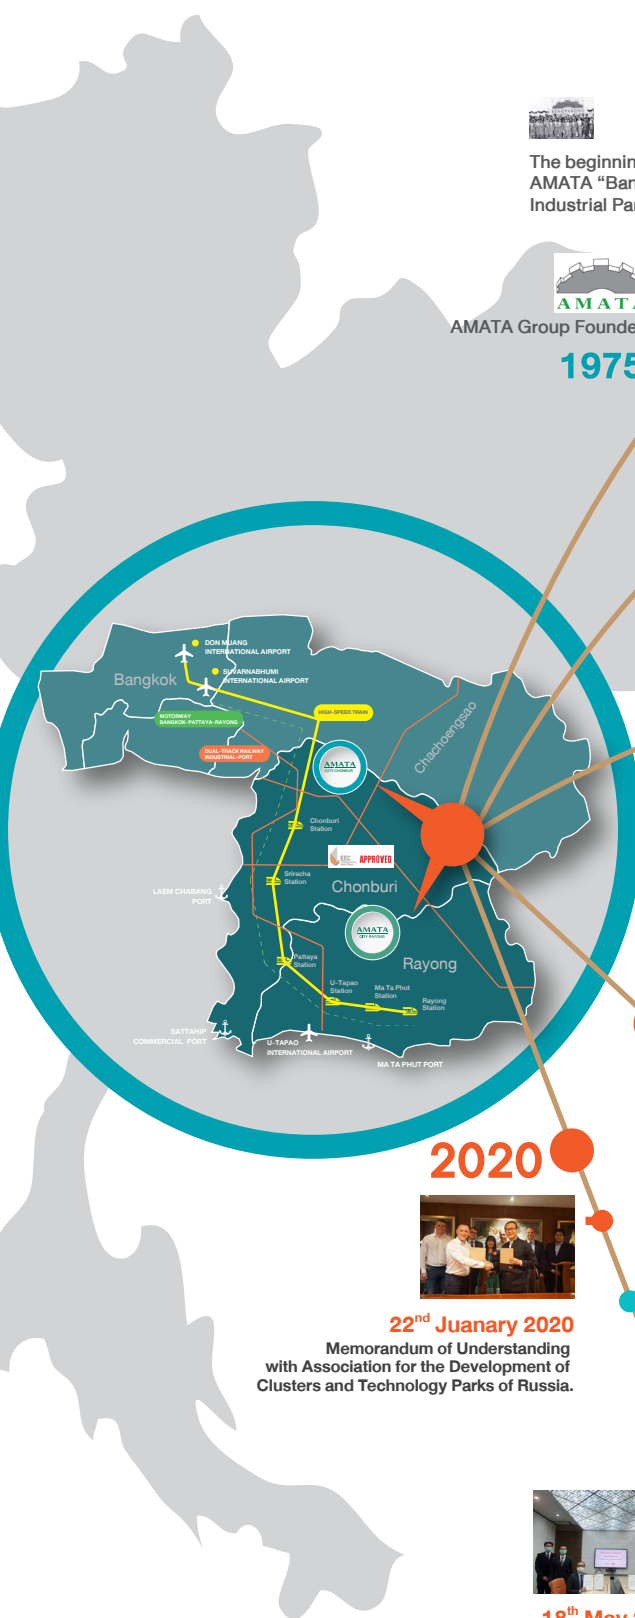 The beginnin
AMATA “Ban
Industrial Par
AMATA
AMATA Group Founde
1975
DON MUANG
INTERNATIONAL AIRPORT
SUVARNABHUMI
INTERNATIONAL AIRPORT
Bangkok
MOTORWAY
BANGKOK-PATTAYA-RAYONG
HIGH-SPEED TRAIN
DUAL-TRACK RAILWAY
INDUSTRIAL-PORT
Chachoengsao
AMATA
CITY CHONBURI
Chonburi
Station
EEC APPROVED
Sriracha
Station
Chonburi
LAEM CHABANG
PORT
AMATA
CITY RAYONG
Pattaya
Station
Rayong
U-Tapao
Station
Ma Ta Phut
Station
Rayong
Station
SATTAHIP
COMMERCIAL PORT
U-TAPAO
INTERNATIONAL AIRPORT
MA TA PHUT PORT
2020
22nd Juanary 2020
Memorandum of Understanding
with Association for the Development of
Clusters and Technology Parks of Russia.
18th May